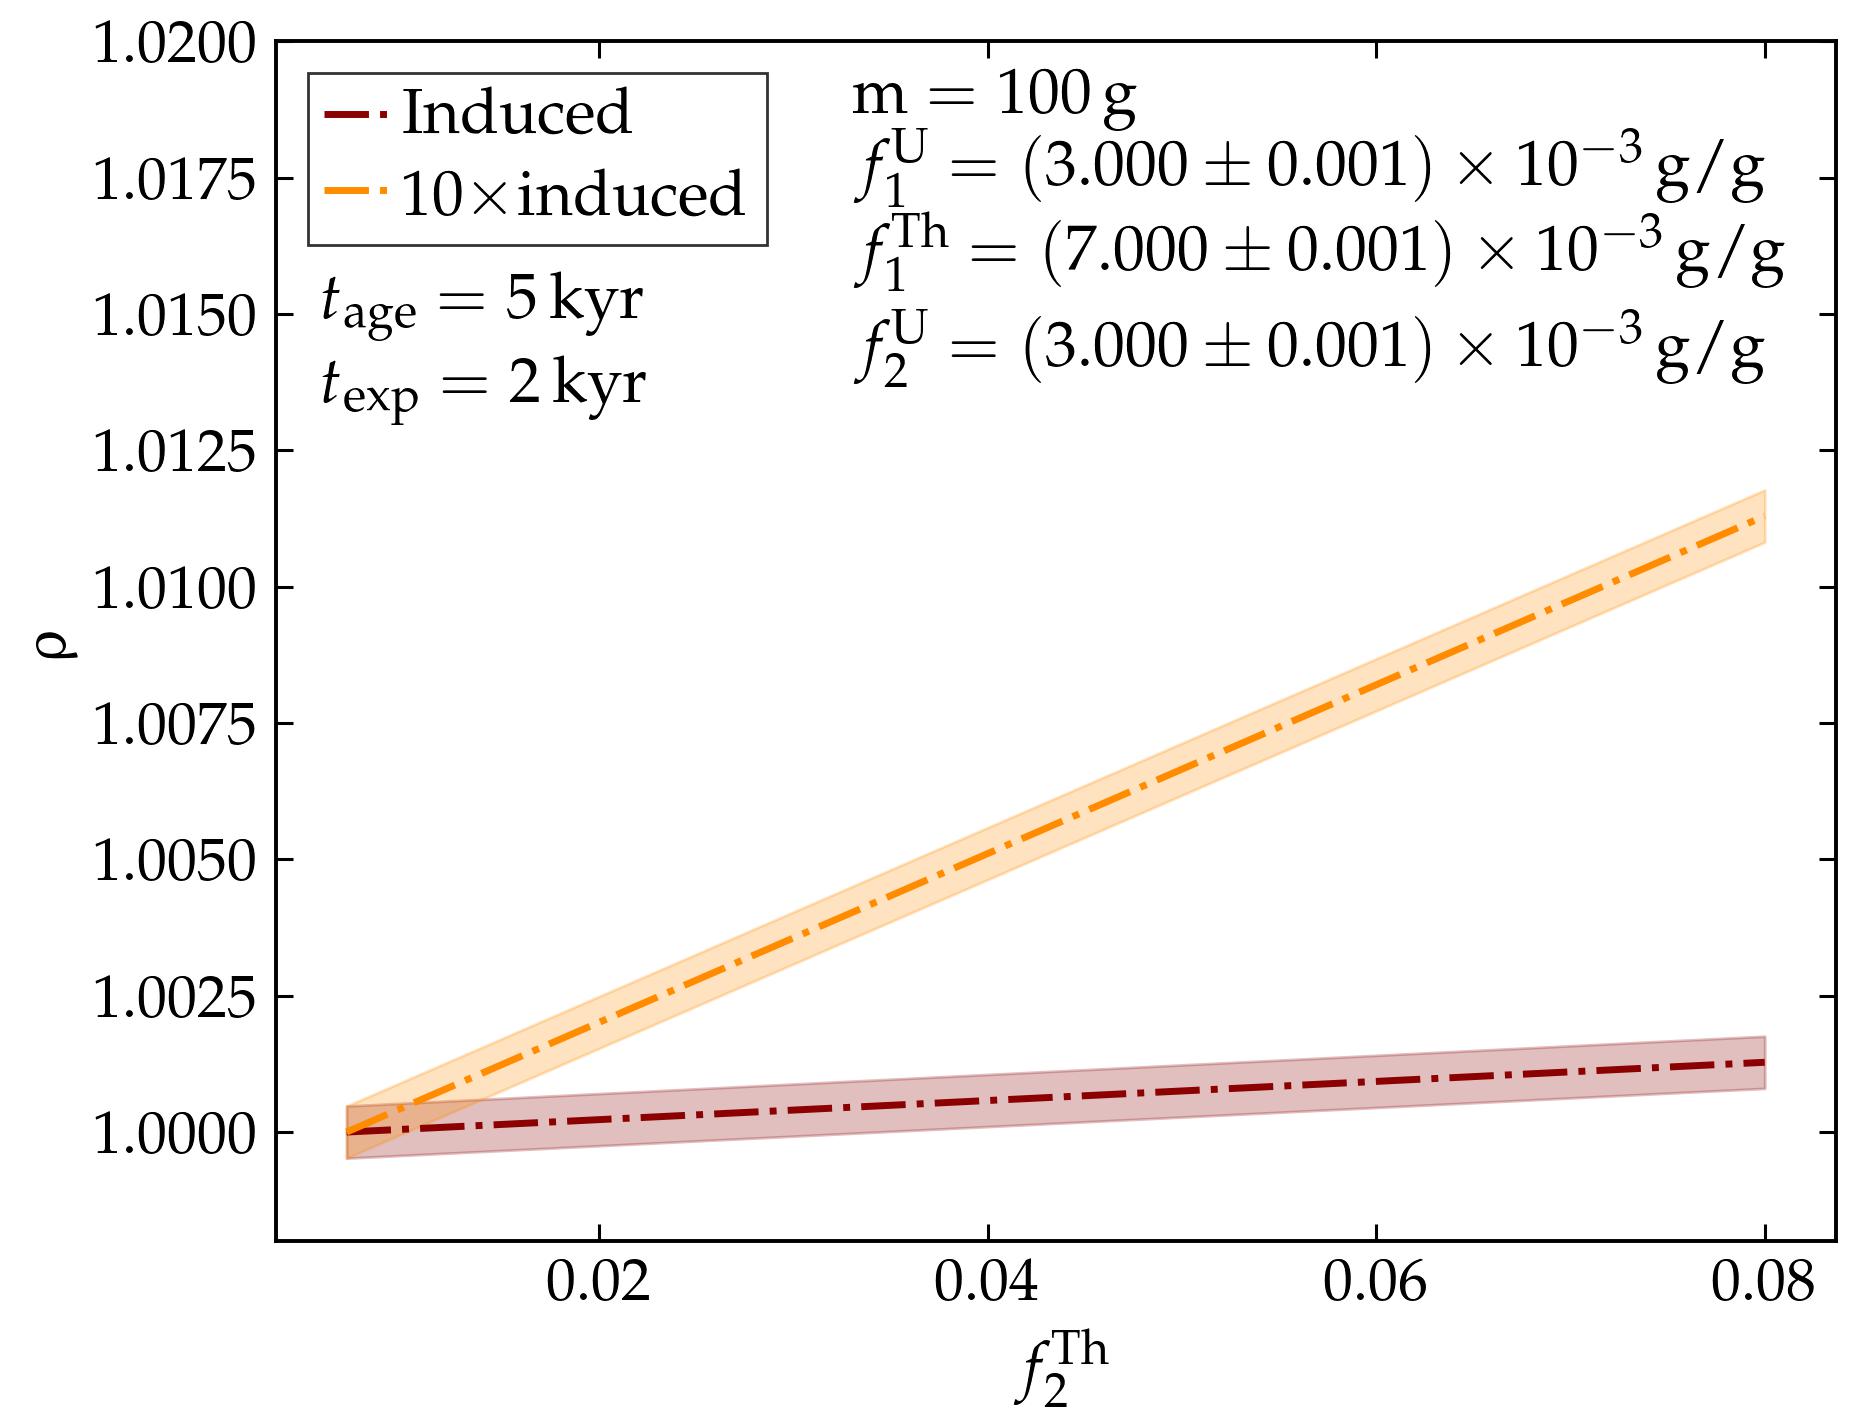 1.0200
1.0175
1.0150
1.0125
1.0100
1.0075
1.0050
1.0025
1.0000
ρ
Induced
10×induced
t_age = 5 kyr
t_exp = 2 kyr
m = 100 g
f_1^U = (3.000 ± 0.001) × 10^−3 g/g
f_1^Th = (7.000 ± 0.001) × 10^−3 g/g
f_2^U = (3.000 ± 0.001) × 10^−3 g/g
0.02 0.04 0.06 0.08
f_2^Th